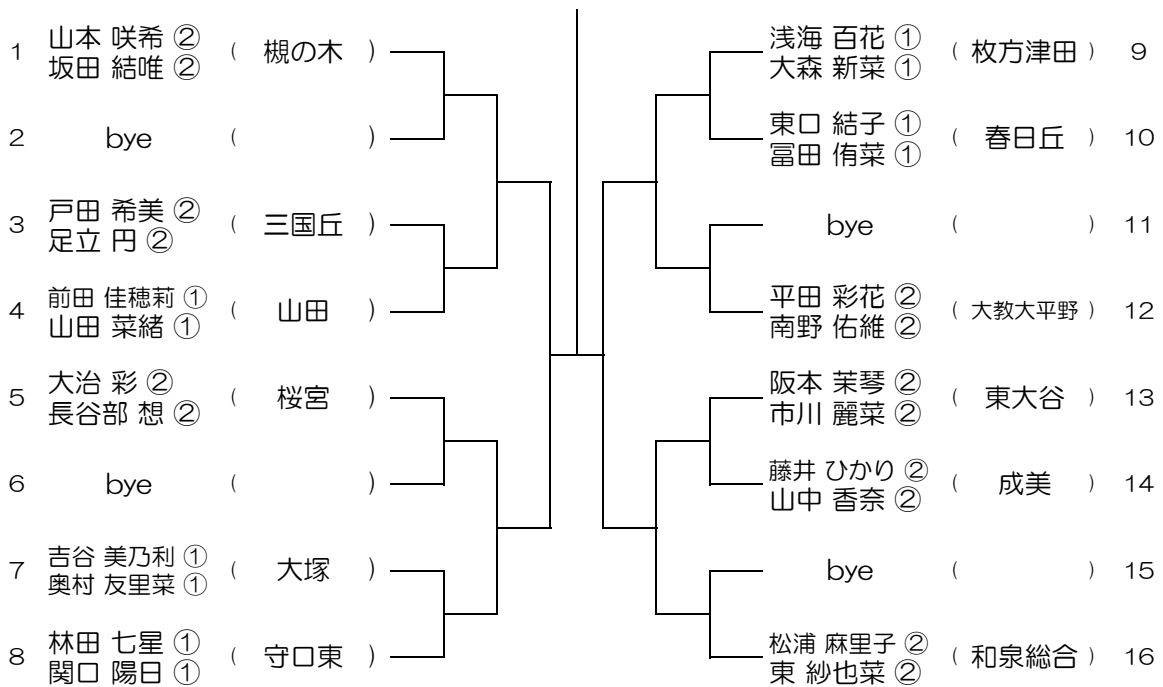 1 山本 咲希 ② ( 槻の木 )
坂田 結唯 ②
2 bye ( )
3 戸田 希美 ② ( 三国丘 )
足立 円 ②
4 前田 佳穂莉 ① ( 山田 )
山田 菜緒 ①
5 大治 彩 ② ( 桜宮 )
長谷部 想 ②
6 bye ( )
7 吉谷 美乃利 ① ( 大塚 )
奥村 友里菜 ①
8 林田 七星 ① ( 守口東 )
関口 陽日 ①
浅海 百花 ① ( 枚方津田 ) 9
大森 新菜 ①
東口 結子 ① ( 春日丘 ) 10
冨田 侑菜 ①
bye ( ) 11
平田 彩花 ② ( 大教大平野 ) 12
南野 佑維 ②
阪本 茉琴 ② ( 東大谷 ) 13
市川 麗菜 ②
藤井 ひかり ② ( 成美 ) 14
山中 香奈 ②
bye ( ) 15
松浦 麻里子 ② ( 和泉総合 ) 16
東 紗也菜 ②